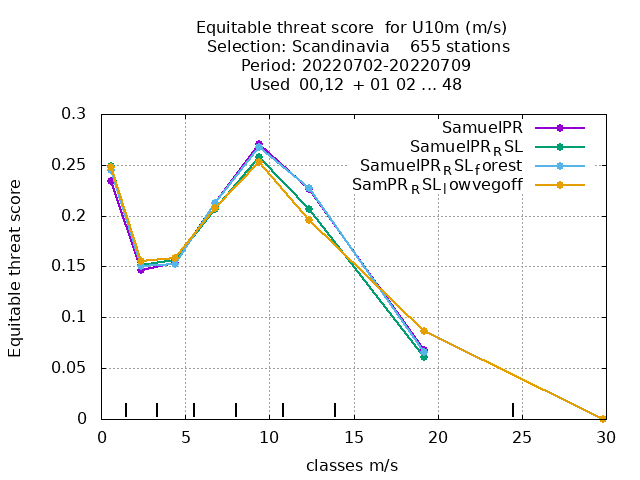 Equitable threat score  for U10m (m/s)
Selection: Scandinavia    655 stations
Period: 20220702-20220709
Used  00,12  + 01 02 ... 48
0.3
0.25
0.2
0.15
0.1
0.05
0
Equitable threat score
SamuelPR
SamuelPR_RSL
SamuelPR_RSL_forest
SamPR_RSL_lowvegoff
0 5 10 15 20 25 30
classes m/s